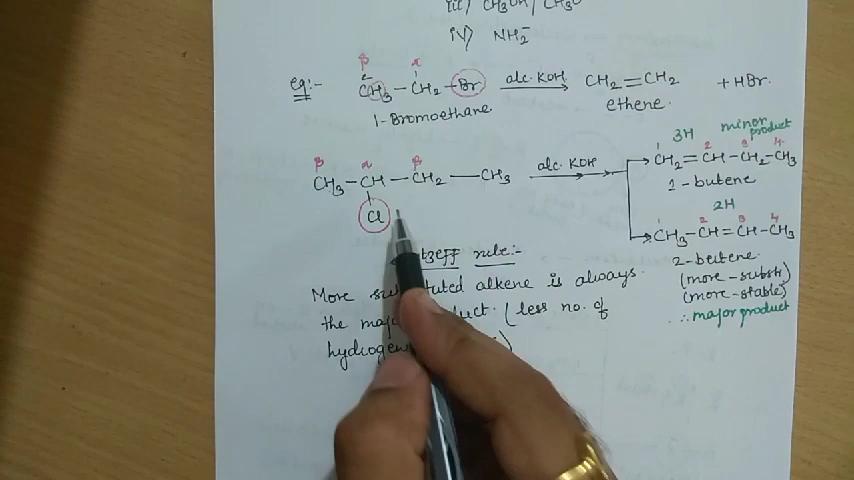 iii) CH3OH / CH3O
iv) NH2-
eg:- CH3 - CH2 - Br alc. KOH CH2 = CH2 + HBr.
β α
1-Bromoethane ethene.
3H minor product
β α β
CH3 - CH - CH2 - CH3 alc. KOH
Cl
1 2 3 4
CH2 = CH - CH2 - CH3
1-butene
2H
1 2 3 4
CH3 - CH = CH - CH3
2-butene
(more-substi)
(more-stable)
∴ major product
rule:-
More alkene is always
the (less no. of